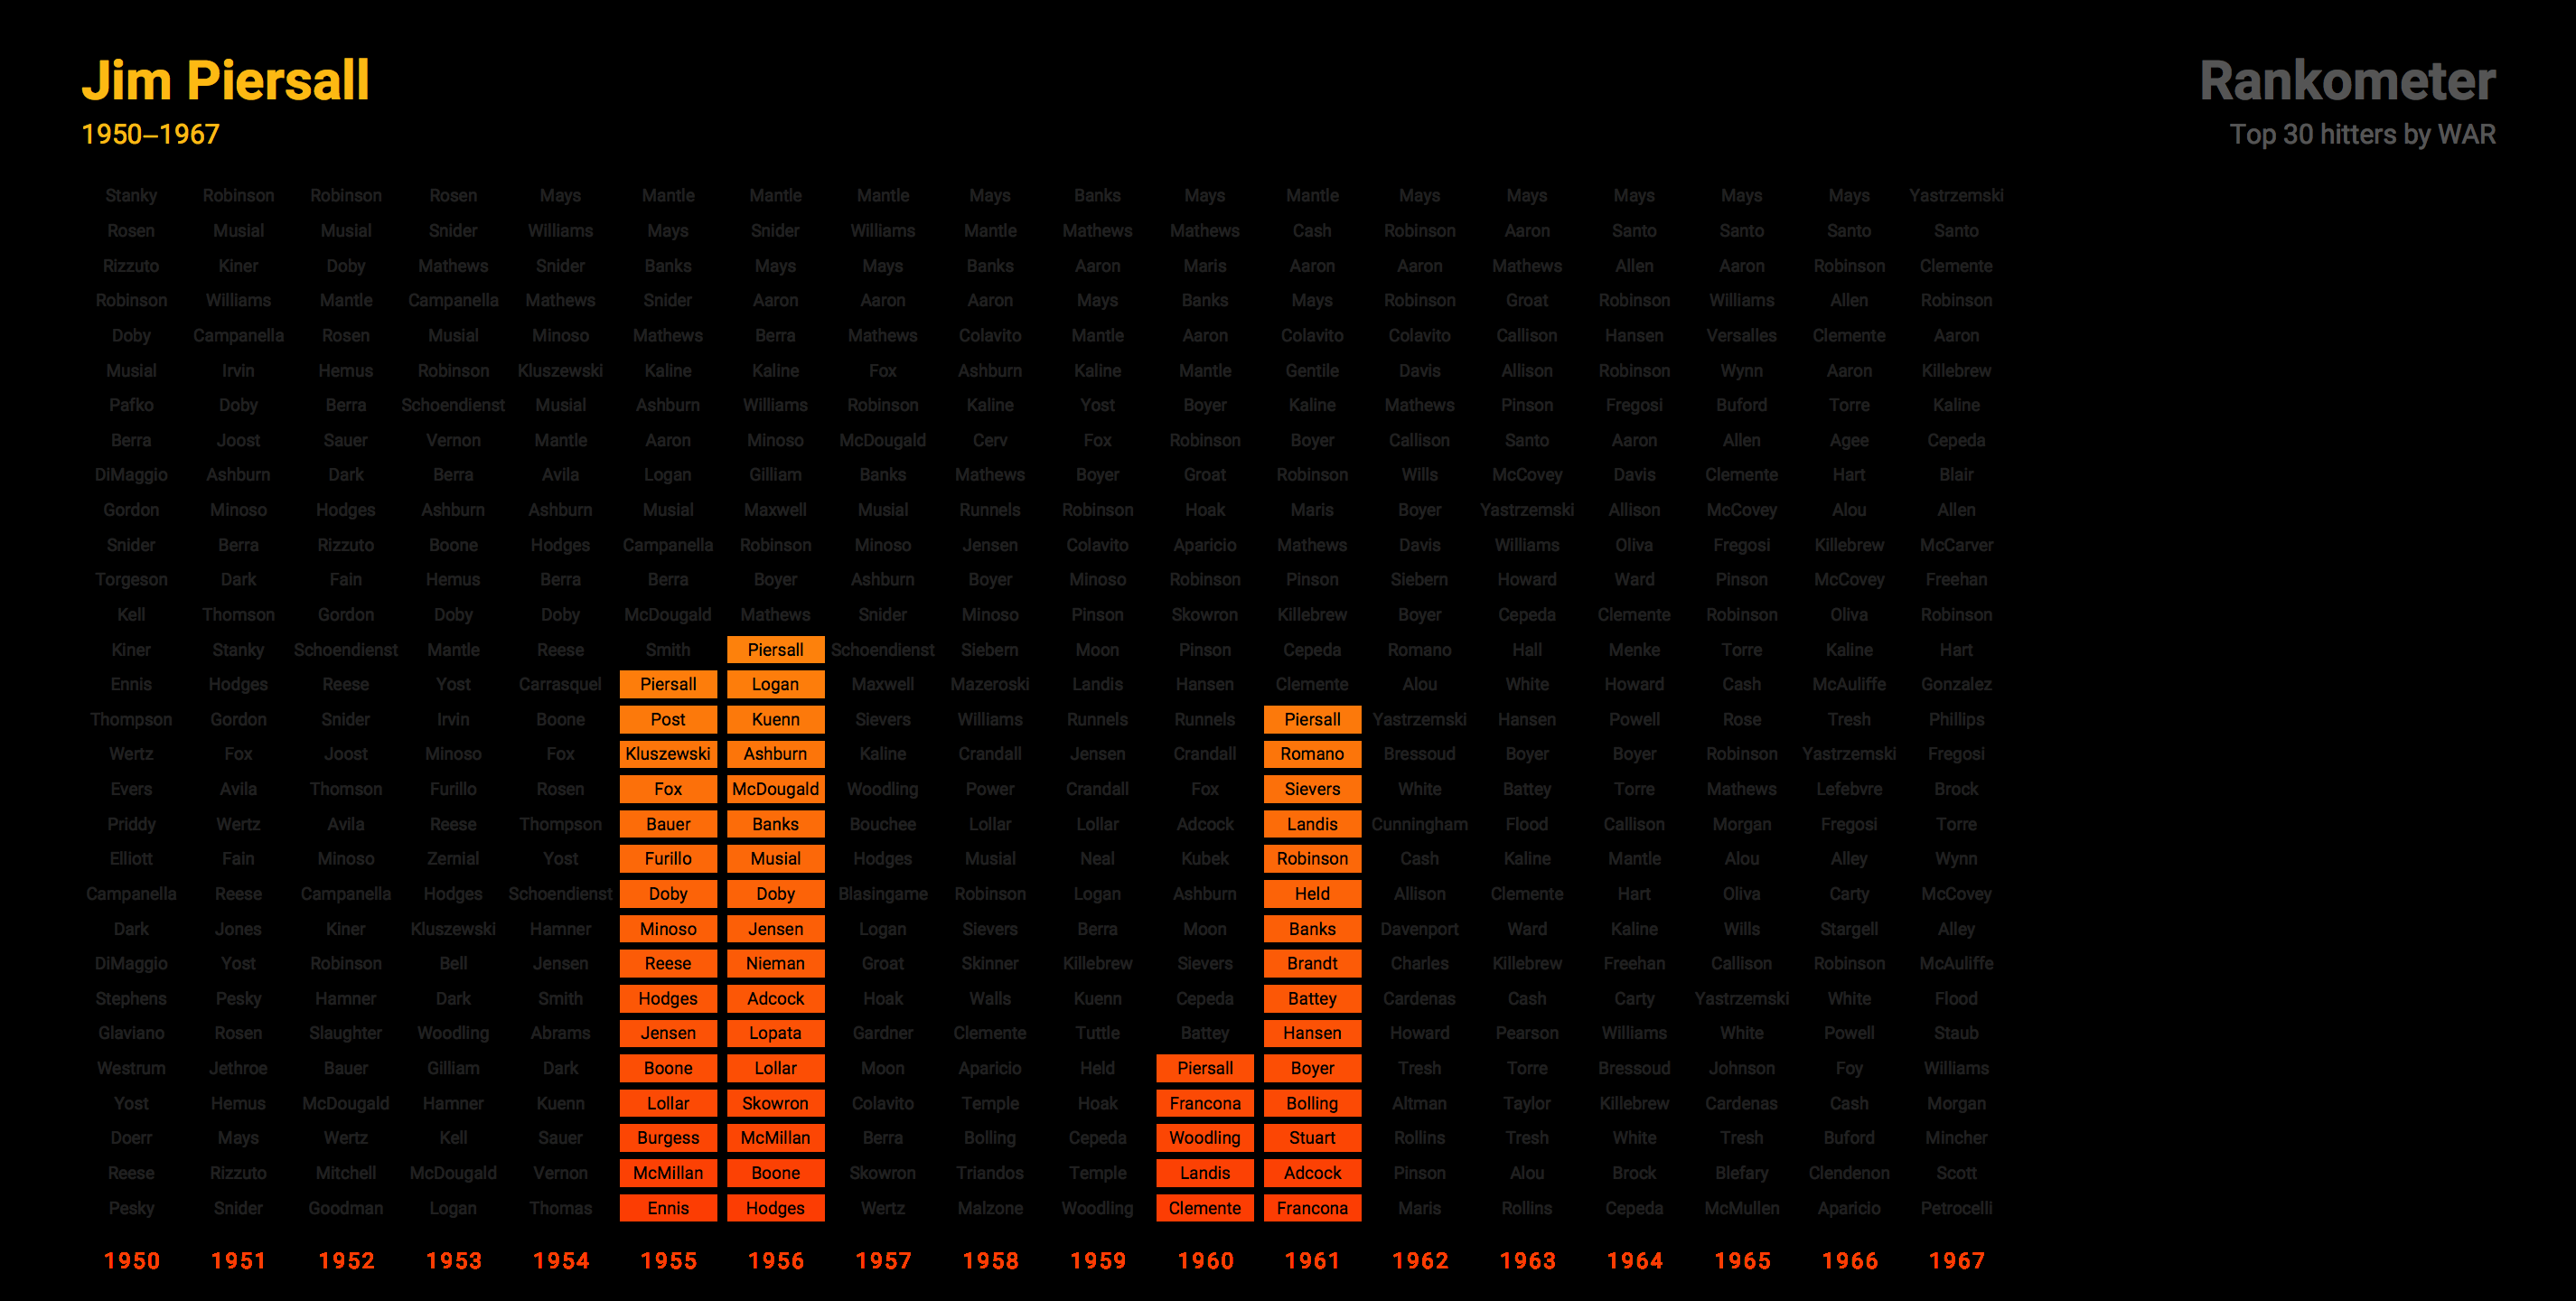 Jim Piersall
1950–1967
Rankometer
Top 30 hitters by WAR
Stanky Robinson Robinson Rosen Mays Mantle Mantle Mantle Mays Banks Mays Mantle Mays Mays Mays Mays Mays Yastrzemski
Rosen Musial Musial Snider Williams Mays Snider Williams Mantle Mathews Mathews Cash Robinson Aaron Santo Santo Santo Santo
Rizzuto Kiner Doby Mathews Snider Banks Mays Mays Banks Aaron Maris Aaron Aaron Mathews Allen Aaron Robinson Clemente
Robinson Williams Mantle Campanella Mathews Snider Aaron Aaron Aaron Mays Banks Mays Robinson Groat Robinson Williams Allen Robinson
Doby Campanella Rosen Musial Minoso Mathews Berra Mathews Colavito Mantle Aaron Colavito Colavito Callison Hansen Versalles Clemente Aaron
Musial Irvin Hemus Robinson Kluszewski Kaline Kaline Fox Ashburn Kaline Mantle Gentile Davis Allison Robinson Wynn Aaron Killebrew
Pafko Doby Berra Schoendienst Musial Ashburn Williams Robinson Kaline Yost Boyer Kaline Mathews Pinson Fregosi Buford Torre Kaline
Berra Joost Sauer Vernon Mantle Aaron Minoso McDougald Cerv Fox Robinson Boyer Callison Santo Aaron Allen Agee Cepeda
DiMaggio Ashburn Dark Berra Avila Logan Gilliam Banks Mathews Boyer Groat Robinson Wills McCovey Davis Clemente Hart Blair
Gordon Minoso Hodges Ashburn Ashburn Musial Maxwell Musial Runnels Robinson Hoak Maris Boyer Yastrzemski Allison McCovey Alou Allen
Snider Berra Rizzuto Boone Hodges Campanella Robinson Minoso Jensen Colavito Aparicio Mathews Davis Williams Oliva Fregosi Killebrew McCarver
Torgeson Dark Fain Hemus Berra Berra Boyer Ashburn Boyer Minoso Robinson Pinson Siebern Howard Ward Pinson McCovey Freehan
Kell Thomson Gordon Doby Doby McDougald Mathews Snider Minoso Pinson Skowron Killebrew Boyer Cepeda Clemente Robinson Oliva Robinson
Kiner Stanky Schoendienst Mantle Reese Smith Piersall Schoendienst Siebern Moon Pinson Cepeda Romano Hall Menke Torre Kaline Hart
Ennis Hodges Reese Yost Carrasquel Piersall Logan Maxwell Mazeroski Landis Hansen Clemente Alou White Howard Cash McAuliffe Gonzalez
Thompson Gordon Snider Irvin Boone Post Kuenn Sievers Williams Runnels Runnels Piersall Yastrzemski Hansen Powell Rose Tresh Phillips
Wertz Fox Joost Minoso Fox Kluszewski Ashburn Kaline Crandall Jensen Crandall Romano Bressoud Boyer Boyer Robinson Yastrzemski Fregosi
Evers Avila Thomson Furillo Rosen Fox McDougald Woodling Power Crandall Fox Sievers White Battey Torre Mathews Lefebvre Brock
Priddy Wertz Avila Reese Thompson Bauer Banks Bouchee Lollar Lollar Adcock Landis Cunningham Flood Callison Morgan Fregosi Torre
Elliott Fain Minoso Zernial Yost Furillo Musial Hodges Musial Neal Kubek Robinson Cash Kaline Mantle Alou Alley Wynn
Campanella Reese Campanella Hodges Schoendienst Doby Doby Blasingame Robinson Logan Ashburn Held Allison Clemente Hart Oliva Carty McCovey
Dark Jones Kiner Kluszewski Hamner Minoso Jensen Logan Sievers Berra Moon Banks Davenport Ward Kaline Wills Stargell Alley
DiMaggio Yost Robinson Bell Jensen Reese Nieman Groat Skinner Killebrew Sievers Brandt Charles Killebrew Freehan Callison Robinson McAuliffe
Stephens Pesky Hamner Dark Smith Hodges Adcock Hoak Walls Kuenn Cepeda Battey Cardenas Cash Carty Yastrzemski White Flood
Glaviano Rosen Slaughter Woodling Abrams Jensen Lopata Gardner Clemente Tuttle Battey Hansen Howard Pearson Williams White Powell Staub
Westrum Jethroe Bauer Gilliam Dark Boone Lollar Moon Aparicio Held Piersall Boyer Tresh Torre Bressoud Johnson Foy Williams
Yost Hemus McDougald Hamner Kuenn Lollar Skowron Colavito Temple Hoak Francona Bolling Altman Taylor Killebrew Cardenas Cash Morgan
Doerr Mays Wertz Kell Sauer Burgess McMillan Berra Bolling Cepeda Woodling Stuart Rollins Tresh White Tresh Buford Mincher
Reese Rizzuto Mitchell McDougald Vernon McMillan Boone Skowron Triandos Temple Landis Adcock Pinson Alou Brock Blefary Clendenon Scott
Pesky Snider Goodman Logan Thomas Ennis Hodges Wertz Malzone Woodling Clemente Francona Maris Rollins Cepeda McMullen Aparicio Petrocelli
1950 1951 1952 1953 1954 1955 1956 1957 1958 1959 1960 1961 1962 1963 1964 1965 1966 1967